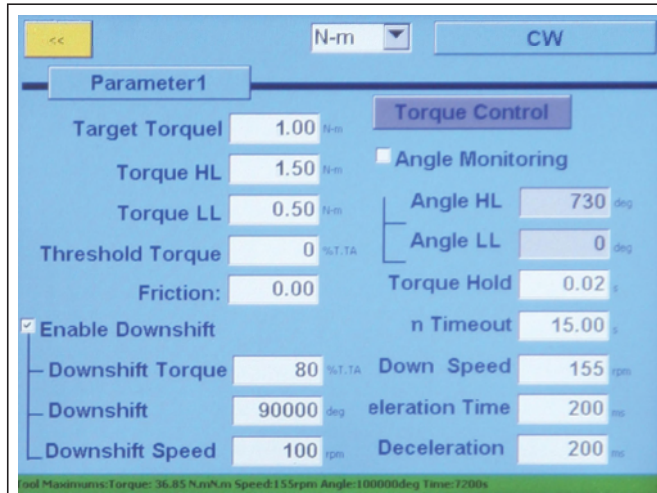 << N-m CW
Parameter1
Torque Control
Target Torquel 1.00 N-m
Angle Monitoring
Torque HL 1.50 N-m
Angle HL 730 deg
Torque LL 0.50 N-m
Angle LL 0 deg
Threshold Torque 0 %T.TA
Torque Hold 0.02 s
Friction: 0.00
n Timeout 15.00 s
Enable Downshift
Downshift Torque 80 %T.TA
Down Speed 155 rpm
Downshift 90000 deg
eleration Time 200 ms
Downshift Speed 100 rpm
Deceleration 200 ms
Tool Maximums:Torque: 36.85 N.mN.m Speed:155rpm Angle:100000deg Time:7200s